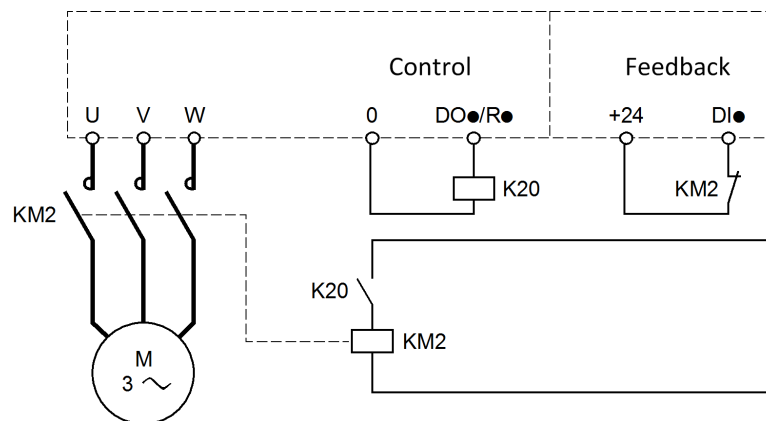 Control Feedback
U V W 0 DO●/R● +24 DI●
K20 KM2
KM2
K20
KM2
M
3